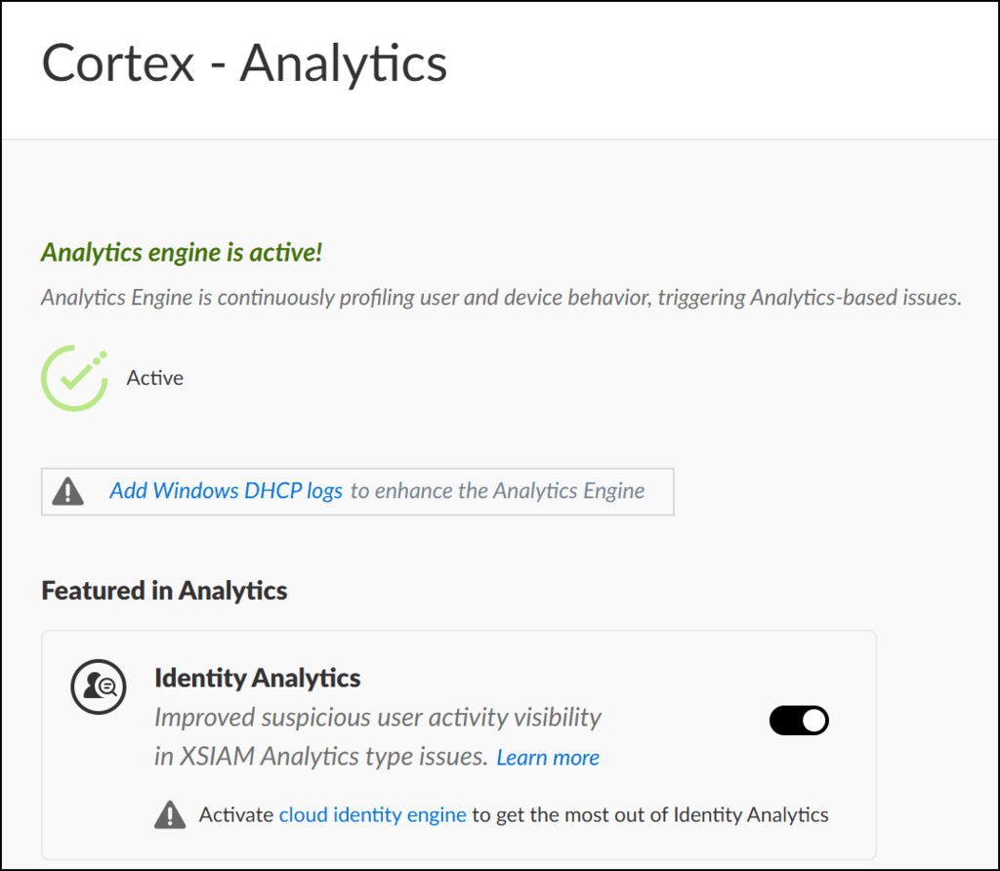 Cortex - Analytics
Analytics engine is active!
Analytics Engine is continuously profiling user and device behavior, triggering Analytics-based issues.
Active
Add Windows DHCP logs to enhance the Analytics Engine
Featured in Analytics
Identity Analytics
Improved suspicious user activity visibility
in XSIAM Analytics type issues. Learn more
Activate cloud identity engine to get the most out of Identity Analytics